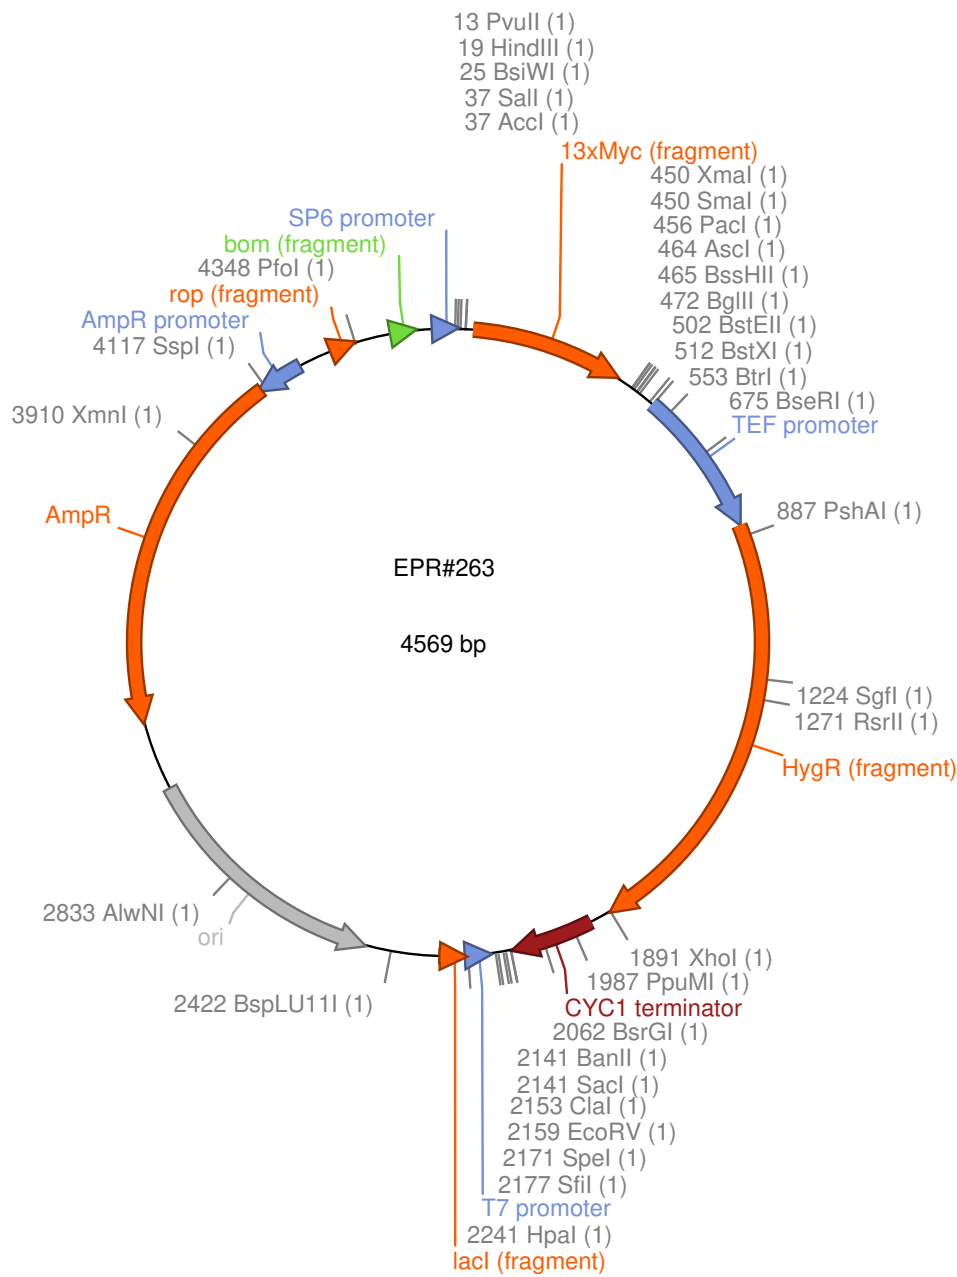 13 PvuII (1)
19 HindIII (1)
25 BsiWI (1)
37 SalI (1)
37 AccI (1)
13xMyc (fragment)
450 XmaI (1)
450 SmaI (1)
456 PacI (1)
464 AscI (1)
465 BssHII (1)
472 BglII (1)
502 BstEII (1)
512 BstXI (1)
553 BtrI (1)
675 BseRI (1)
TEF promoter
887 PshAI (1)
1224 SgfI (1)
1271 RsrII (1)
HygR (fragment)
1891 XhoI (1)
1987 PpuMI (1)
CYC1 terminator
2062 BsrGI (1)
2141 BanII (1)
2141 SacI (1)
2153 ClaI (1)
2159 EcoRV (1)
2171 SpeI (1)
2177 SfiI (1)
T7 promoter
2241 HpaI (1)
lacI (fragment)
2422 BspLU11I (1)
ori
2833 AlwNI (1)
AmpR
3910 XmnI (1)
4117 SspI (1)
AmpR promoter
rop (fragment)
4348 PfoI (1)
bom (fragment)
SP6 promoter
EPR#263
4569 bp